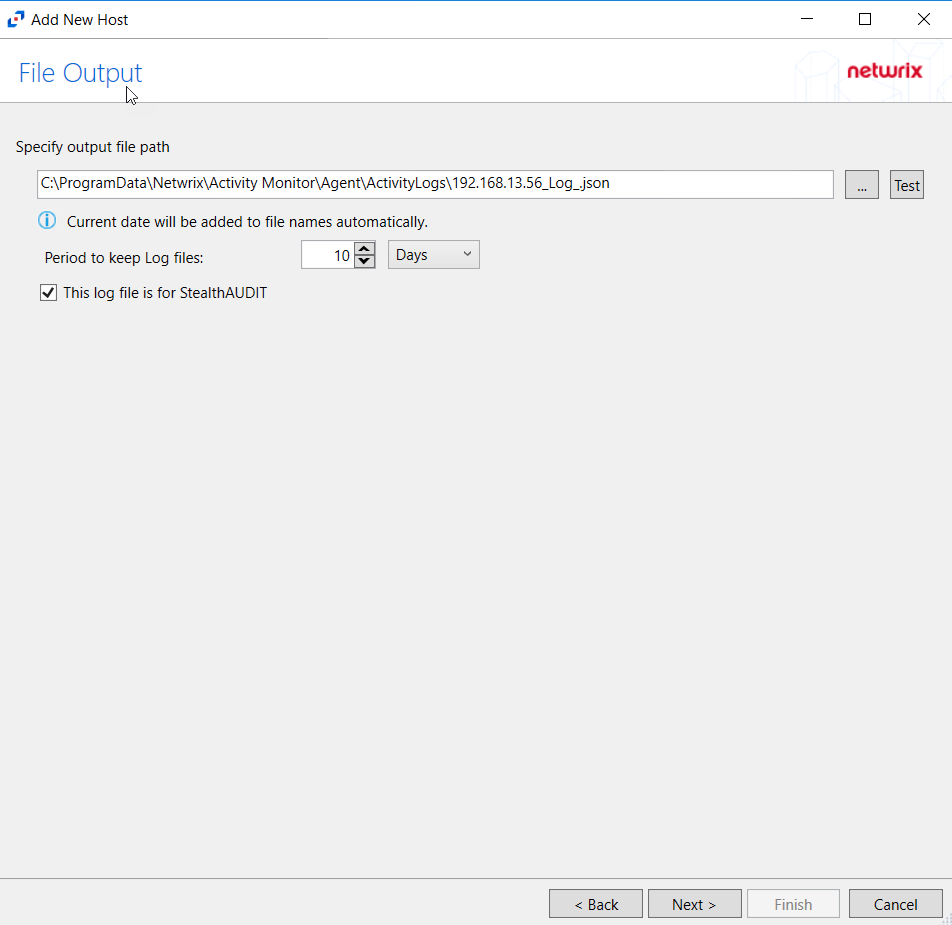 Add New Host
File Output
netwrix
Specify output file path
C:\ProgramData\Netwrix\Activity Monitor\Agent\ActivityLogs\192.168.13.56_Log_.json
... Test
Current date will be added to file names automatically.
Period to keep Log files: 10 Days
This log file is for StealthAUDIT
< Back Next > Finish Cancel